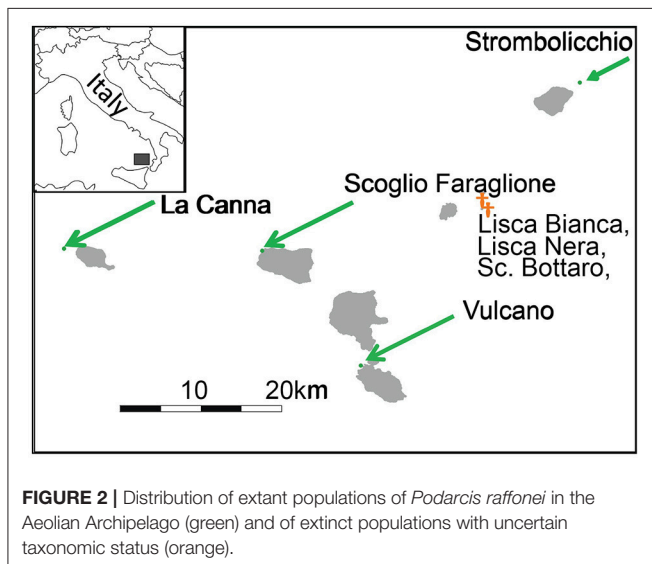 Strombolicchio
Italy
Scoglio Faraglione
La Canna
Lisca Bianca,
Lisca Nera,
Sc. Bottaro,
Vulcano
10 20km
FIGURE 2 | Distribution of extant populations of Podarcis raffonei in the
Aeolian Archipelago (green) and of extinct populations with uncertain
taxonomic status (orange).